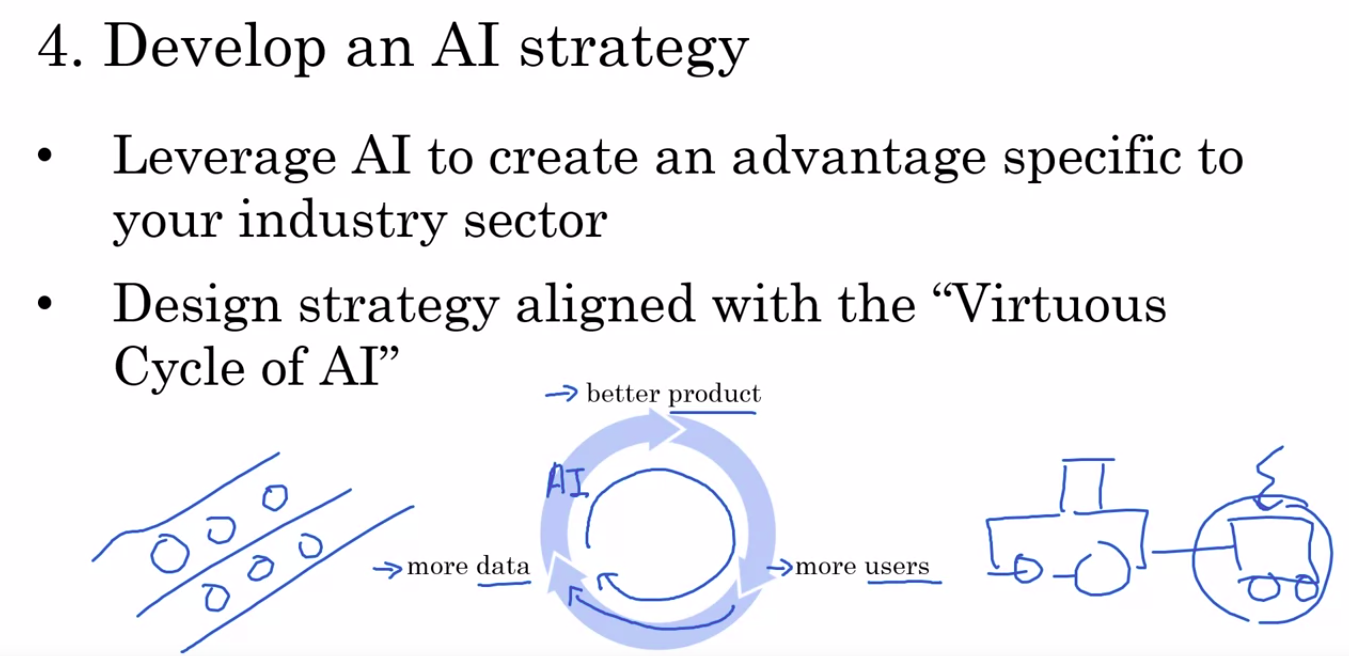 4. Develop an AI strategy
• Leverage AI to create an advantage specific to
your industry sector
• Design strategy aligned with the “Virtuous
Cycle of AI”
→ better product
AI
→ more data
→ more users